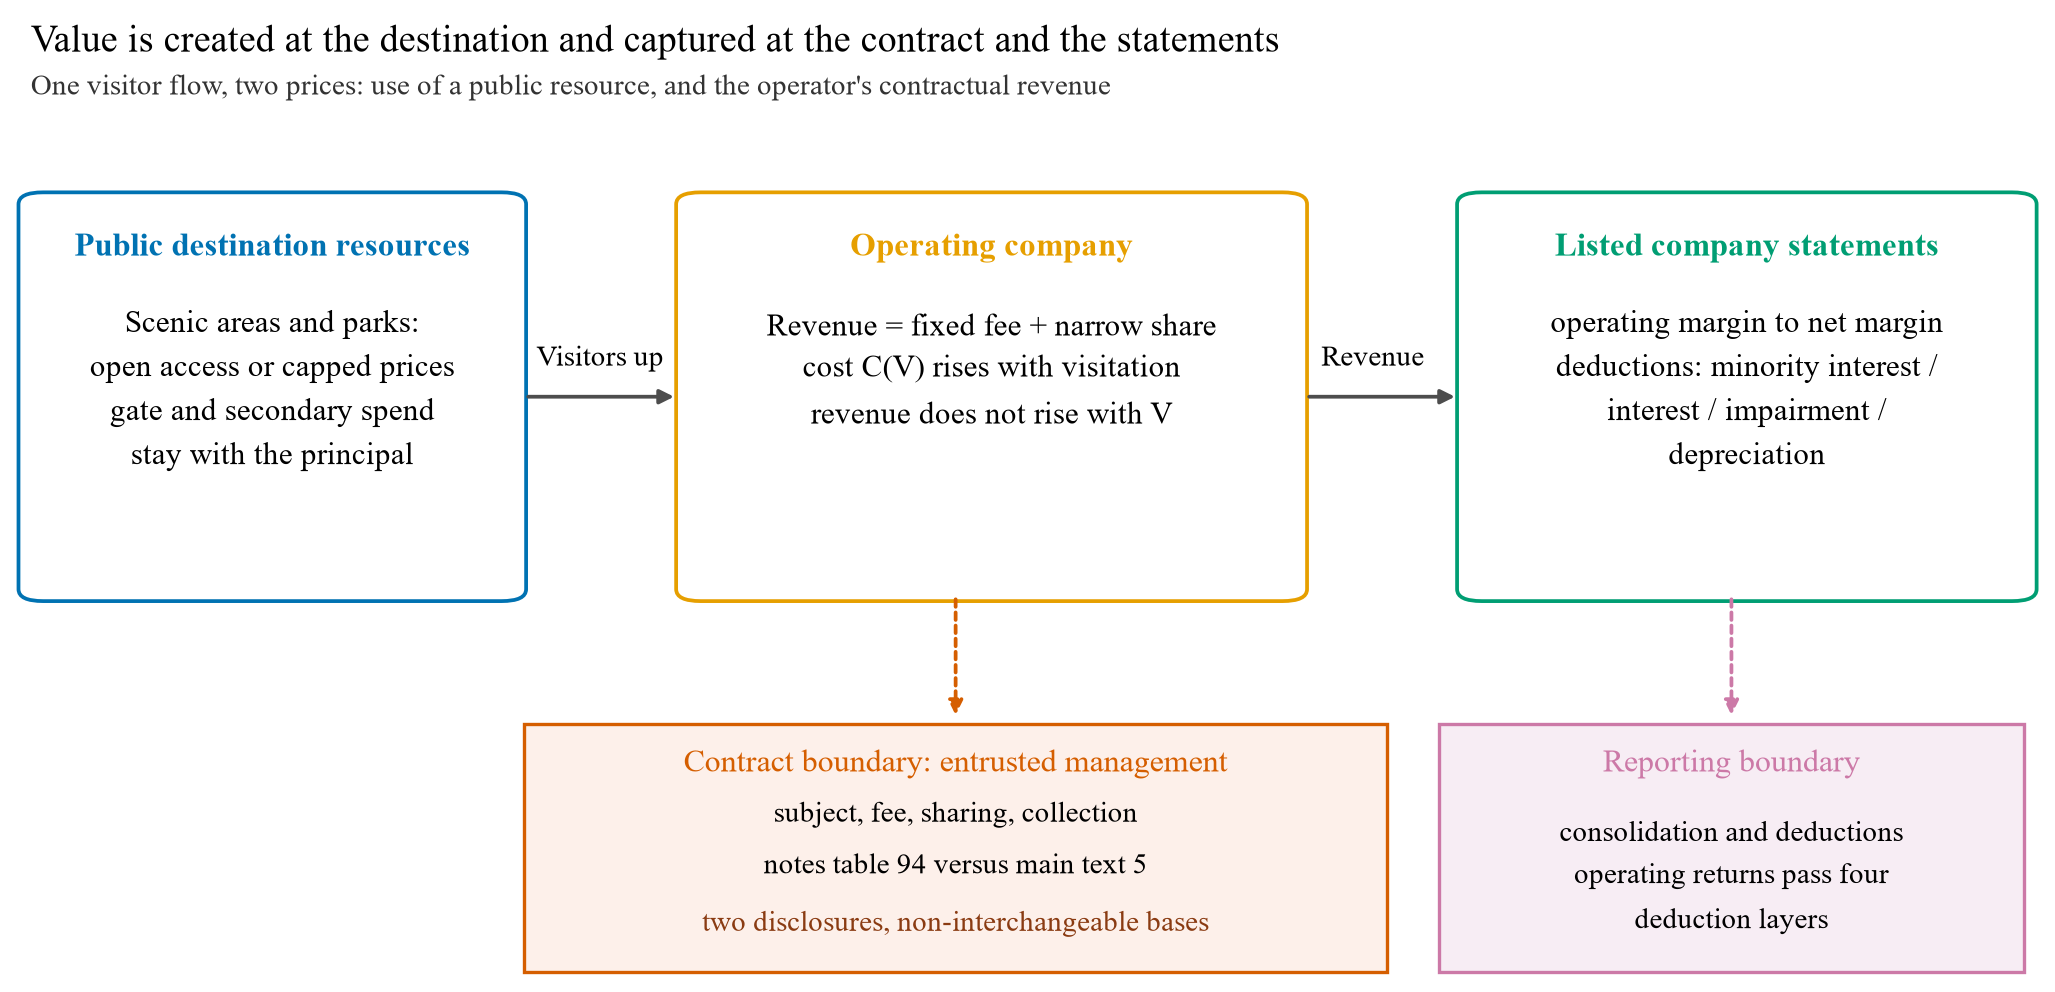 Value is created at the destination and captured at the contract and the statements
One visitor flow, two prices: use of a public resource, and the operator's contractual revenue
Public destination resources
Scenic areas and parks:
open access or capped prices
gate and secondary spend
stay with the principal
Visitors up
Operating company
Revenue = fixed fee + narrow share
cost C(V) rises with visitation
revenue does not rise with V
Revenue
Listed company statements
operating margin to net margin
deductions: minority interest /
interest / impairment /
depreciation
Contract boundary: entrusted management
subject, fee, sharing, collection
notes table 94 versus main text 5
two disclosures, non-interchangeable bases
Reporting boundary
consolidation and deductions
operating returns pass four
deduction layers